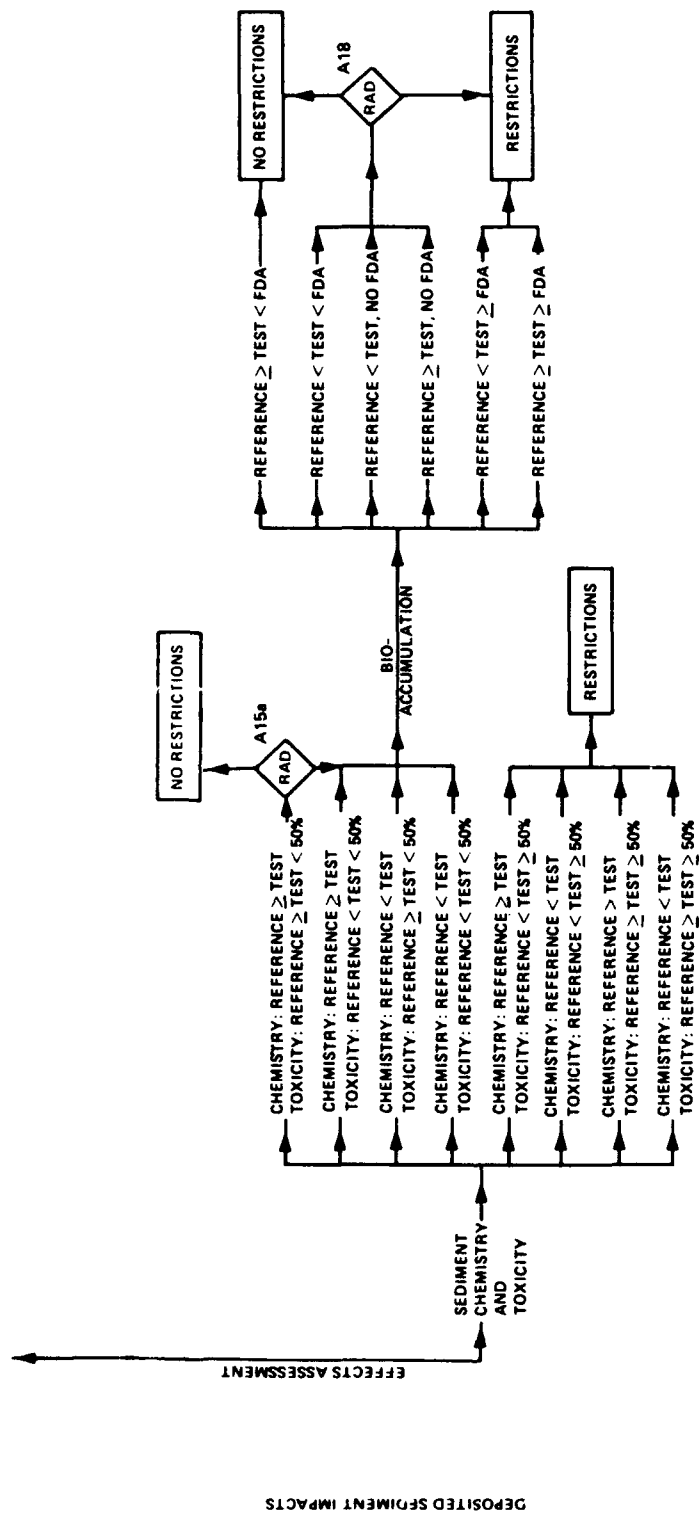 DEPOSITED SEDIMENT IMPACTS
EFFECTS ASSESSMENT
SEDIMENT
CHEMISTRY
AND
TOXICITY
CHEMISTRY: REFERENCE ≥ TEST
TOXICITY: REFERENCE ≥ TEST < 50%
CHEMISTRY: REFERENCE ≥ TEST
TOXICITY: REFERENCE < TEST < 50%
CHEMISTRY: REFERENCE < TEST
TOXICITY: REFERENCE ≥ TEST < 50%
CHEMISTRY: REFERENCE < TEST
TOXICITY: REFERENCE < TEST < 50%
CHEMISTRY: REFERENCE ≥ TEST
TOXICITY: REFERENCE < TEST ≥ 50%
CHEMISTRY: REFERENCE < TEST
TOXICITY: REFERENCE < TEST ≥ 50%
CHEMISTRY: REFERENCE > TEST
TOXICITY: REFERENCE ≥ TEST ≥ 50%
CHEMISTRY: REFERENCE < TEST
TOXICITY: REFERENCE > TEST ≥ 50%
NO RESTRICTIONS
A15a
RAD
RESTRICTIONS
BIO-
ACCUMULATION
REFERENCE ≥ TEST < FDA
REFERENCE < TEST < FDA
REFERENCE < TEST, NO FDA
REFERENCE ≥ TEST, NO FDA
REFERENCE < TEST ≥ FDA
REFERENCE ≥ TEST ≥ FDA
NO RESTRICTIONS
A18
RAD
RESTRICTIONS